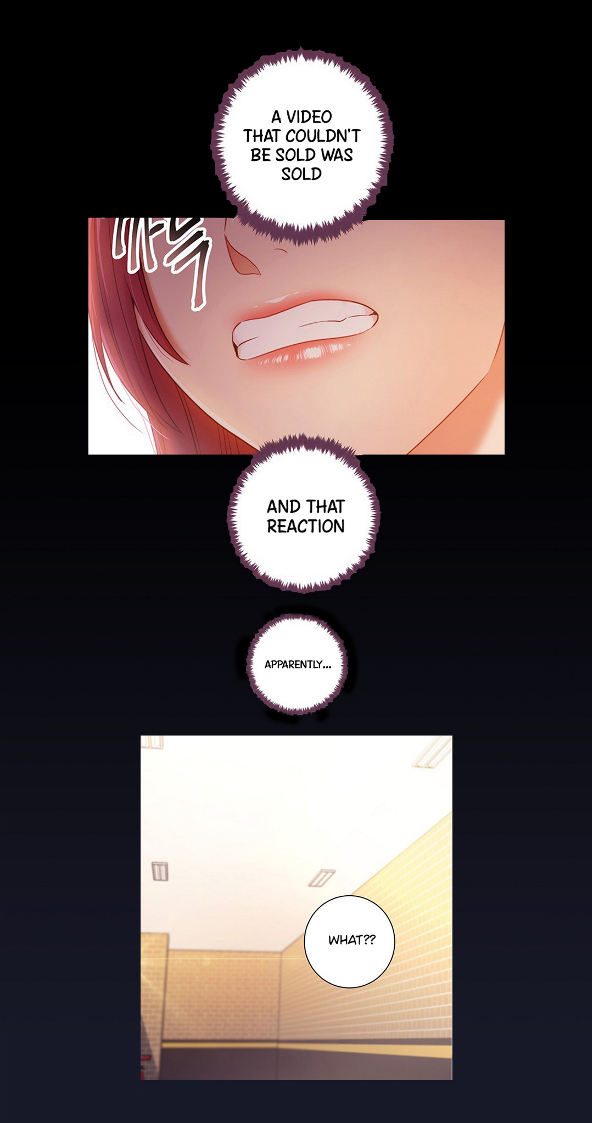 A VIDEO
THAT COULDN'T
BE SOLD WAS
SOLD
AND THAT
REACTION
APPARENTLY...
WHAT??